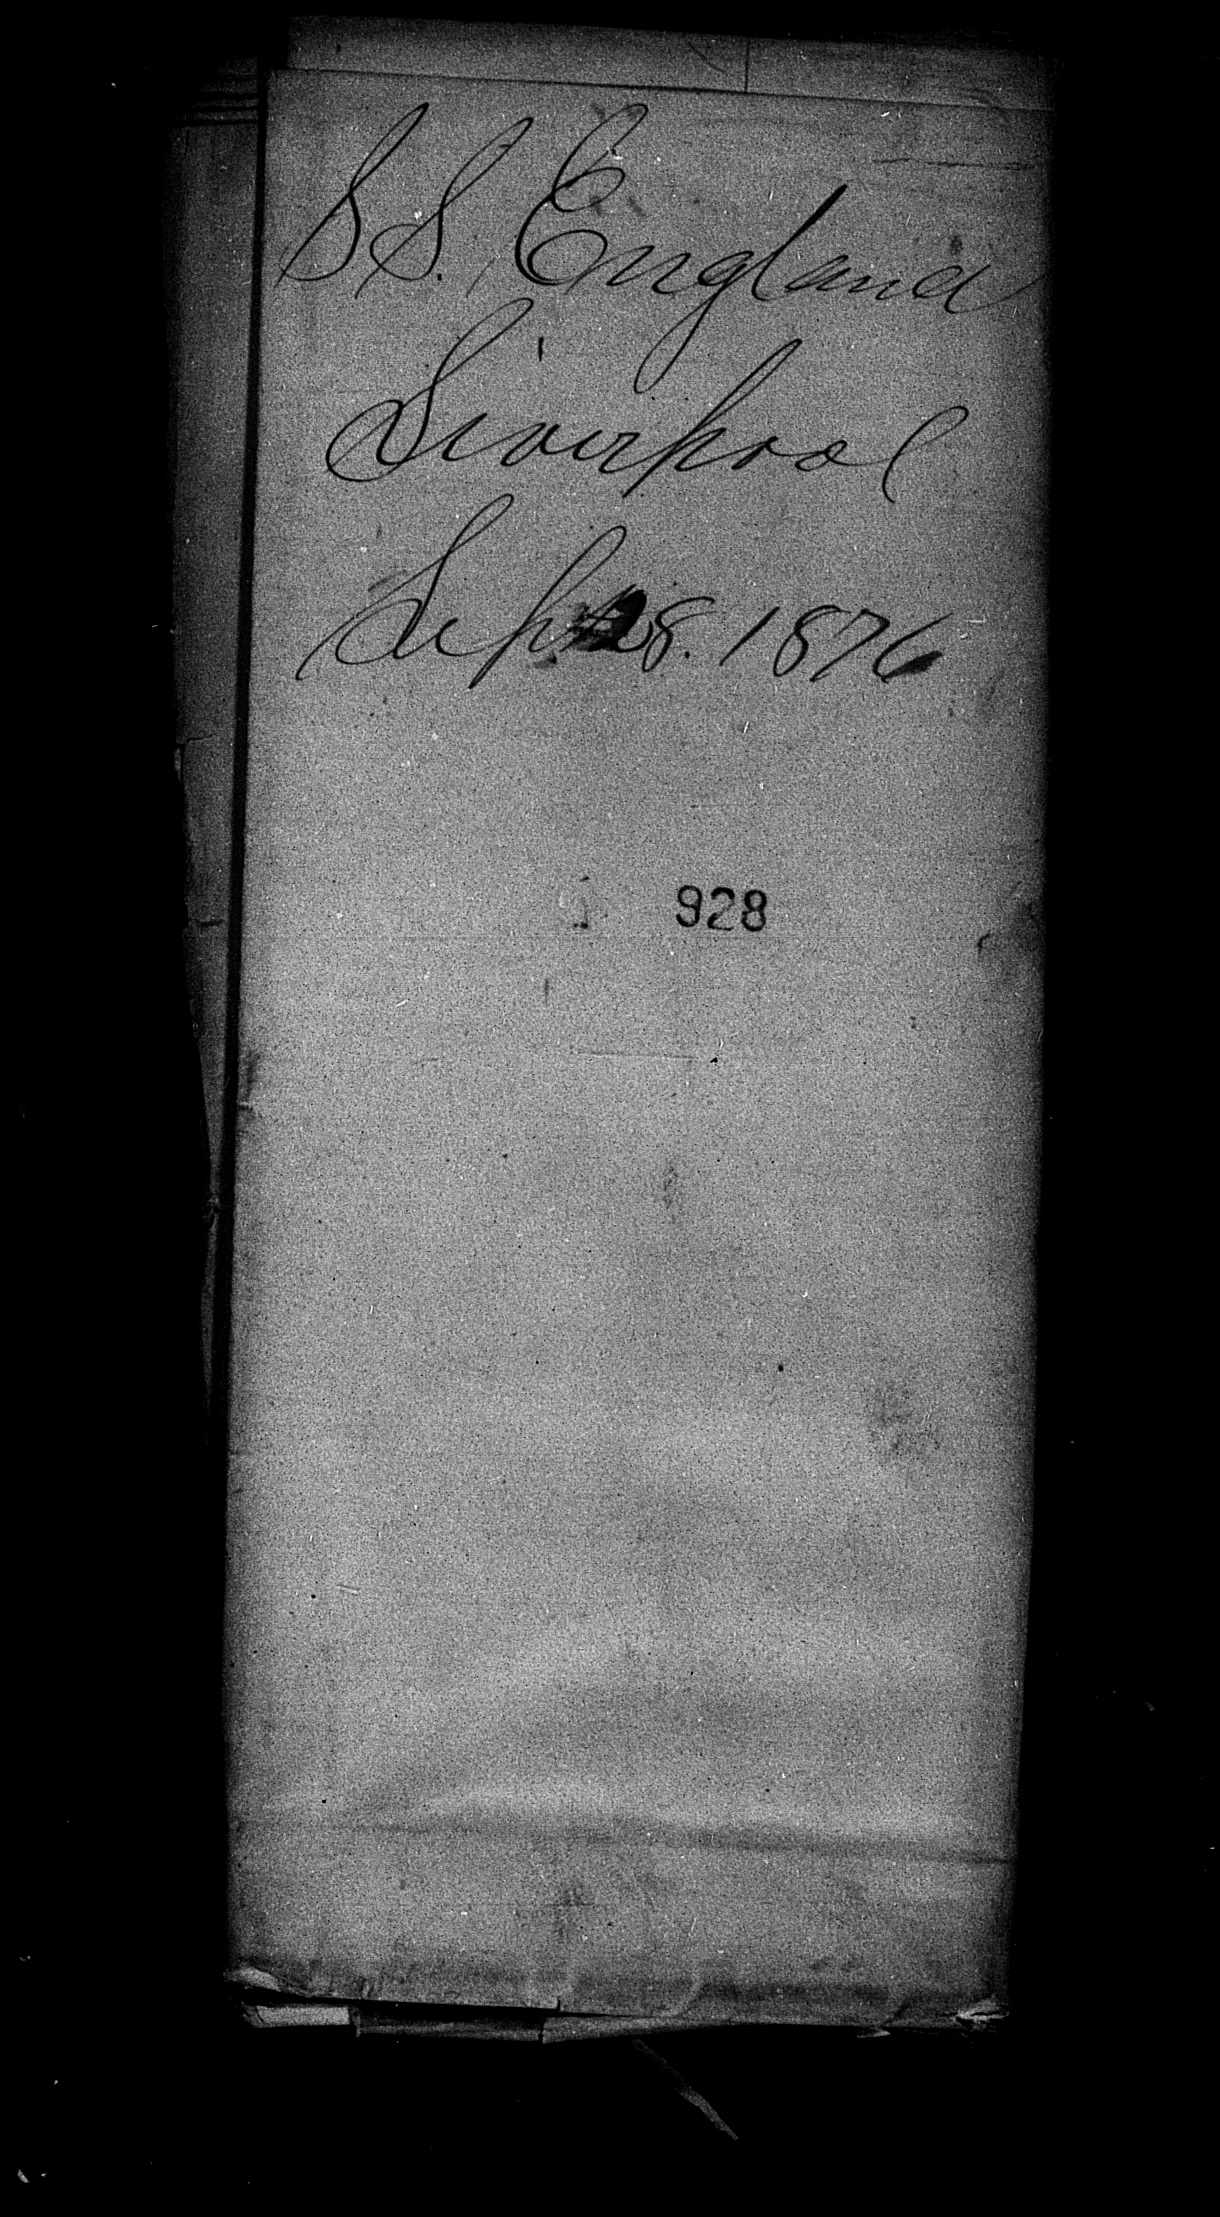 S.S. England
Liverpool
Sept 28. 1876
928